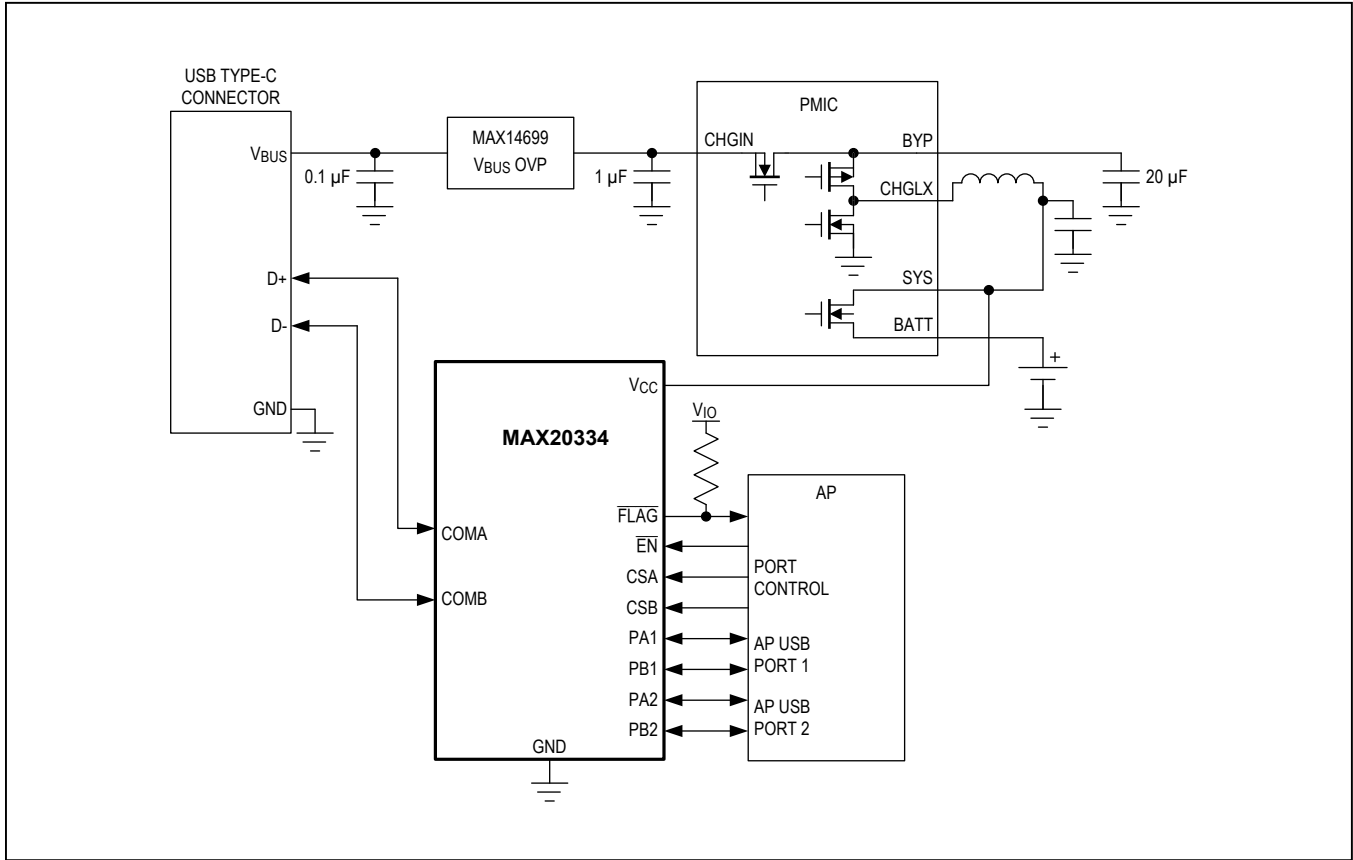 USB TYPE-C
CONNECTOR
VBUS
D+
D-
GND
0.1 µF
MAX14699
VBUS OVP
1 µF
PMIC
CHGIN
BYP
CHGLX
SYS
BATT
20 µF
+
MAX20334
VCC
VIO
FLAG
EN
CSA
CSB
PA1
PB1
PA2
PB2
COMA
COMB
GND
AP
PORT
CONTROL
AP USB
PORT 1
AP USB
PORT 2